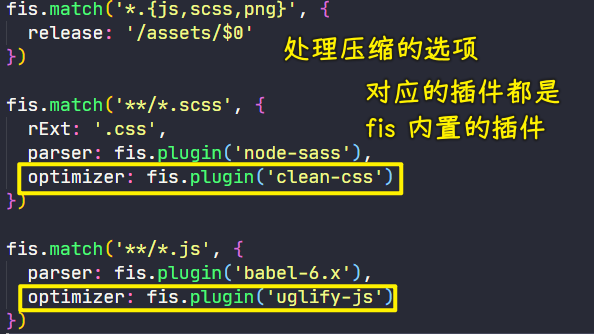 fis.match('*.{js,scss,png}', {
  release: '/assets/$0'
})
处理压缩的选项
对应的插件都是
fis 内置的插件
fis.match('**/*.scss', {
  rExt: '.css',
  parser: fis.plugin('node-sass'),
  optimizer: fis.plugin('clean-css')
})
fis.match('**/*.js', {
  parser: fis.plugin('babel-6.x'),
  optimizer: fis.plugin('uglify-js')
})